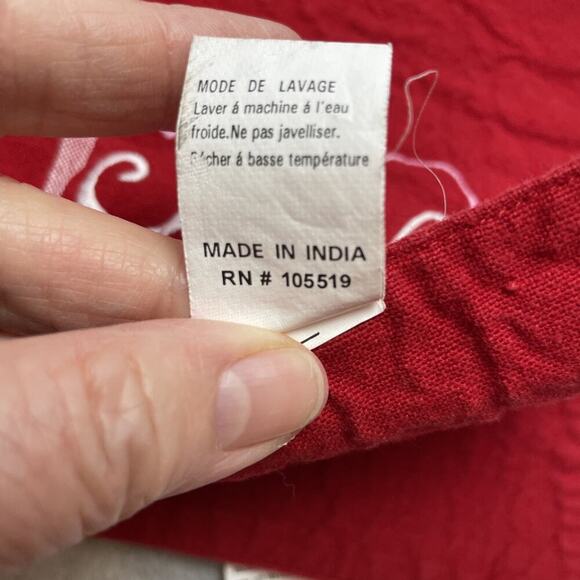 MODE DE LAVAGE
Laver á machine á l'eau
froide.Ne pas javelliser.
Sécher á basse température
MADE IN INDIA
RN # 105519